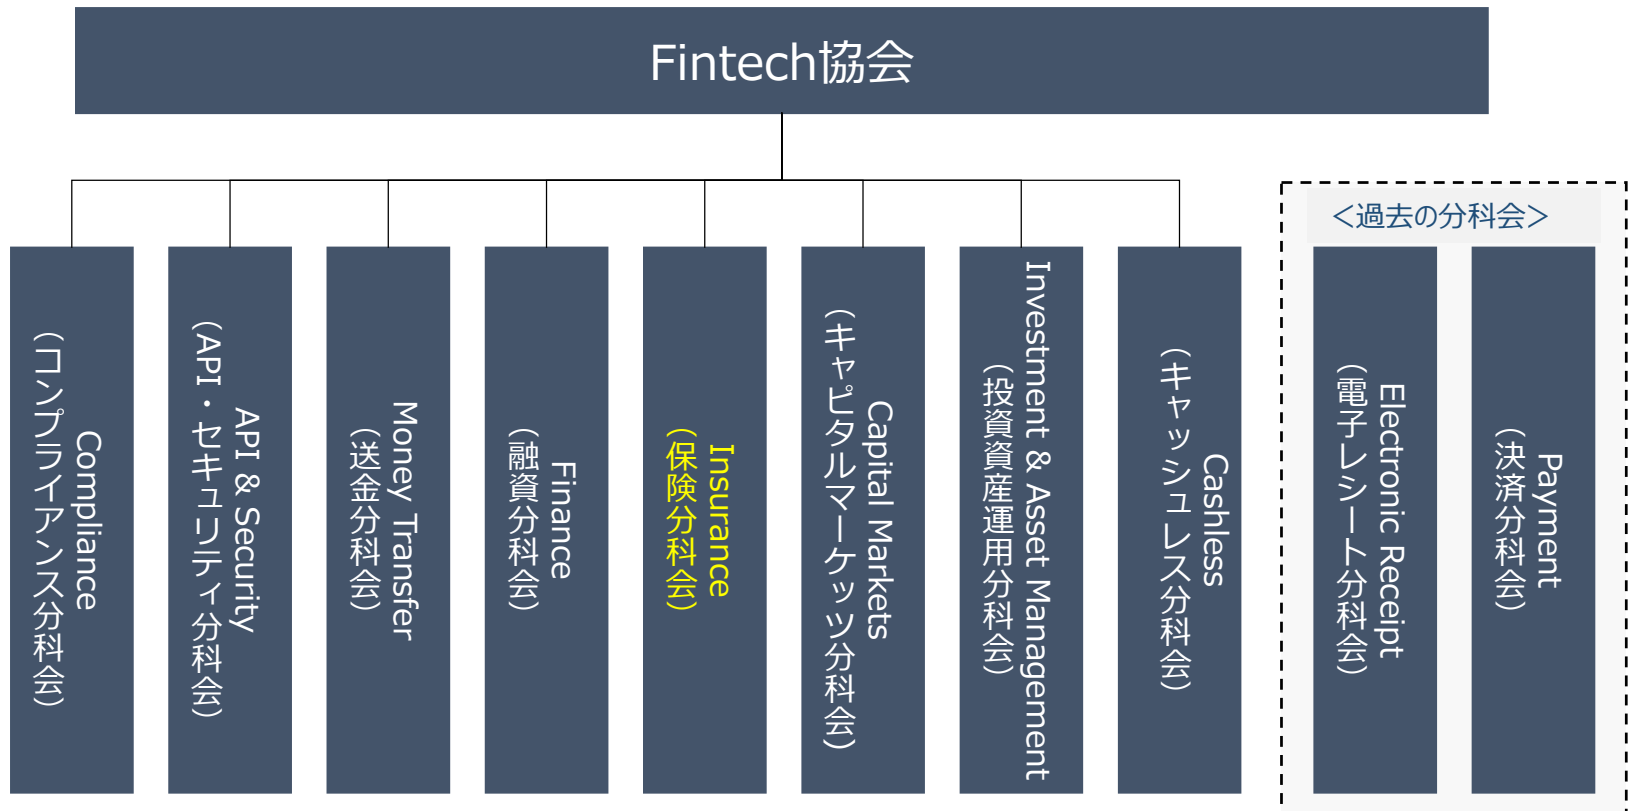 Fintech協会
Compliance
（コンプライアンス分科会）
API & Security
（API・セキュリティ分科会）
Money Transfer
（送金分科会）
Finance
（融資分科会）
Insurance
（保険分科会）
Capital Markets
（キャピタルマーケッツ分科会）
Investment & Asset Management
（投資資産運用分科会）
Cashless
（キャッシュレス分科会）
＜過去の分科会＞
Electronic Receipt
（電子レシート分科会）
Payment
（決済分科会）